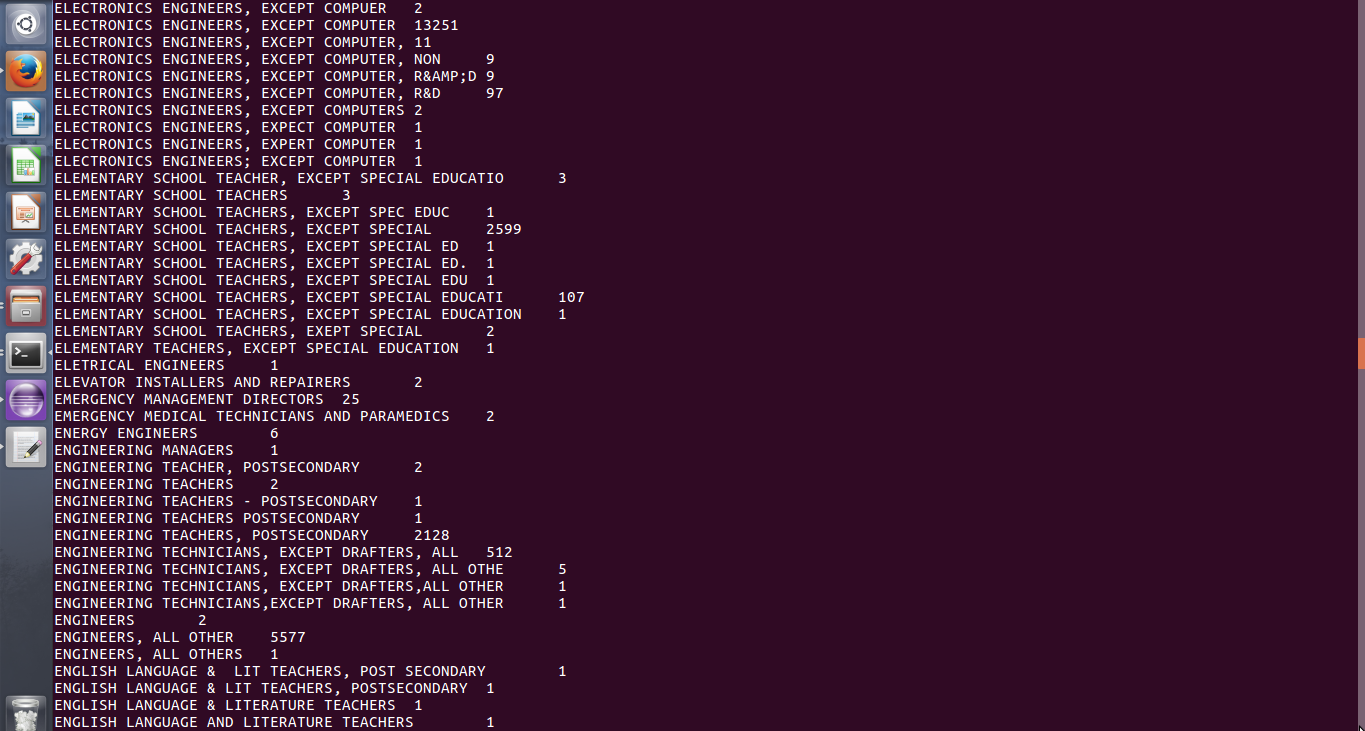 ELECTRONICS ENGINEERS, EXCEPT COMPUER 2
ELECTRONICS ENGINEERS, EXCEPT COMPUTER 13251
ELECTRONICS ENGINEERS, EXCEPT COMPUTER, 11
ELECTRONICS ENGINEERS, EXCEPT COMPUTER, NON 9
ELECTRONICS ENGINEERS, EXCEPT COMPUTER, R&AMP;D 9
ELECTRONICS ENGINEERS, EXCEPT COMPUTER, R&D 97
ELECTRONICS ENGINEERS, EXCEPT COMPUTERS 2
ELECTRONICS ENGINEERS, EXPECT COMPUTER 1
ELECTRONICS ENGINEERS, EXPERT COMPUTER 1
ELECTRONICS ENGINEERS; EXCEPT COMPUTER 1
ELEMENTARY SCHOOL TEACHER, EXCEPT SPECIAL EDUCATIO 3
ELEMENTARY SCHOOL TEACHERS 3
ELEMENTARY SCHOOL TEACHERS, EXCEPT SPEC EDUC 1
ELEMENTARY SCHOOL TEACHERS, EXCEPT SPECIAL 2599
ELEMENTARY SCHOOL TEACHERS, EXCEPT SPECIAL ED 1
ELEMENTARY SCHOOL TEACHERS, EXCEPT SPECIAL ED. 1
ELEMENTARY SCHOOL TEACHERS, EXCEPT SPECIAL EDU 1
ELEMENTARY SCHOOL TEACHERS, EXCEPT SPECIAL EDUCATI 107
ELEMENTARY SCHOOL TEACHERS, EXCEPT SPECIAL EDUCATION 1
ELEMENTARY SCHOOL TEACHERS, EXEPT SPECIAL 2
ELEMENTARY TEACHERS, EXCEPT SPECIAL EDUCATION 1
ELETRICAL ENGINEERS 1
ELEVATOR INSTALLERS AND REPAIRERS 2
EMERGENCY MANAGEMENT DIRECTORS 25
EMERGENCY MEDICAL TECHNICIANS AND PARAMEDICS 2
ENERGY ENGINEERS 6
ENGINEERING MANAGERS 1
ENGINEERING TEACHER, POSTSECONDARY 2
ENGINEERING TEACHERS 2
ENGINEERING TEACHERS - POSTSECONDARY 1
ENGINEERING TEACHERS POSTSECONDARY 1
ENGINEERING TEACHERS, POSTSECONDARY 2128
ENGINEERING TECHNICIANS, EXCEPT DRAFTERS, ALL 512
ENGINEERING TECHNICIANS, EXCEPT DRAFTERS, ALL OTHE 5
ENGINEERING TECHNICIANS, EXCEPT DRAFTERS,ALL OTHER 1
ENGINEERING TECHNICIANS,EXCEPT DRAFTERS, ALL OTHER 1
ENGINEERS 2
ENGINEERS, ALL OTHER 5577
ENGINEERS, ALL OTHERS 1
ENGLISH LANGUAGE &  LIT TEACHERS, POST SECONDARY 1
ENGLISH LANGUAGE & LIT TEACHERS, POSTSECONDARY 1
ENGLISH LANGUAGE & LITERATURE TEACHERS 1
ENGLISH LANGUAGE AND LITERATURE TEACHERS 1